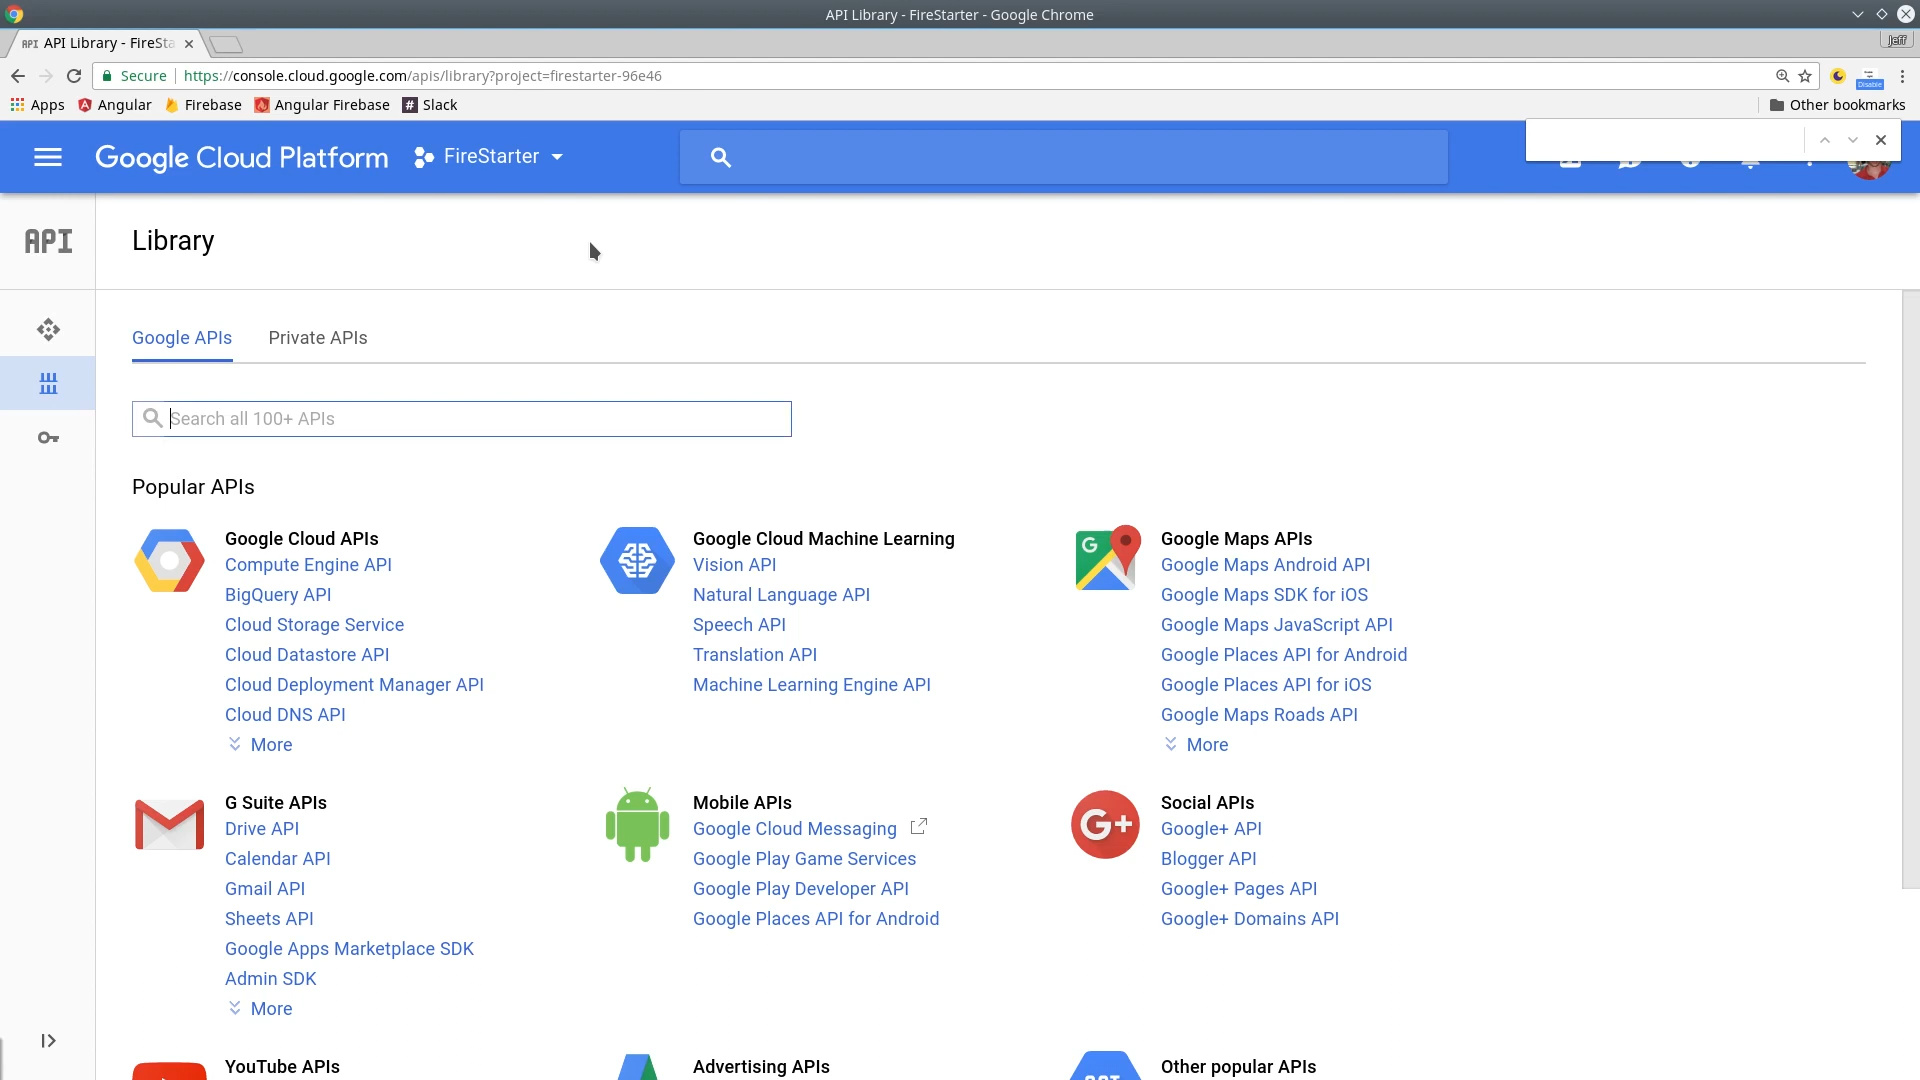 API Library - FireStarter - Google Chrome
API API Library - FireSta
Jeff
Secure https://console.cloud.google.com/apis/library?project=firestarter-96e46
Disable
Apps Angular Firebase Angular Firebase # Slack Other bookmarks
Google Cloud Platform FireStarter
API Library
Google APIs Private APIs
Search all 100+ APIs
Popular APIs
Google Cloud APIs
Compute Engine API
BigQuery API
Cloud Storage Service
Cloud Datastore API
Cloud Deployment Manager API
Cloud DNS API
More
Google Cloud Machine Learning
Vision API
Natural Language API
Speech API
Translation API
Machine Learning Engine API
G
Google Maps APIs
Google Maps Android API
Google Maps SDK for iOS
Google Maps JavaScript API
Google Places API for Android
Google Places API for iOS
Google Maps Roads API
More
G Suite APIs
Drive API
Calendar API
Gmail API
Sheets API
Google Apps Marketplace SDK
Admin SDK
More
Mobile APIs
Google Cloud Messaging
Google Play Game Services
Google Play Developer API
Google Places API for Android
G+
Social APIs
Google+ API
Blogger API
Google+ Pages API
Google+ Domains API
YouTube APIs
Advertising APIs
API
Other popular APIs